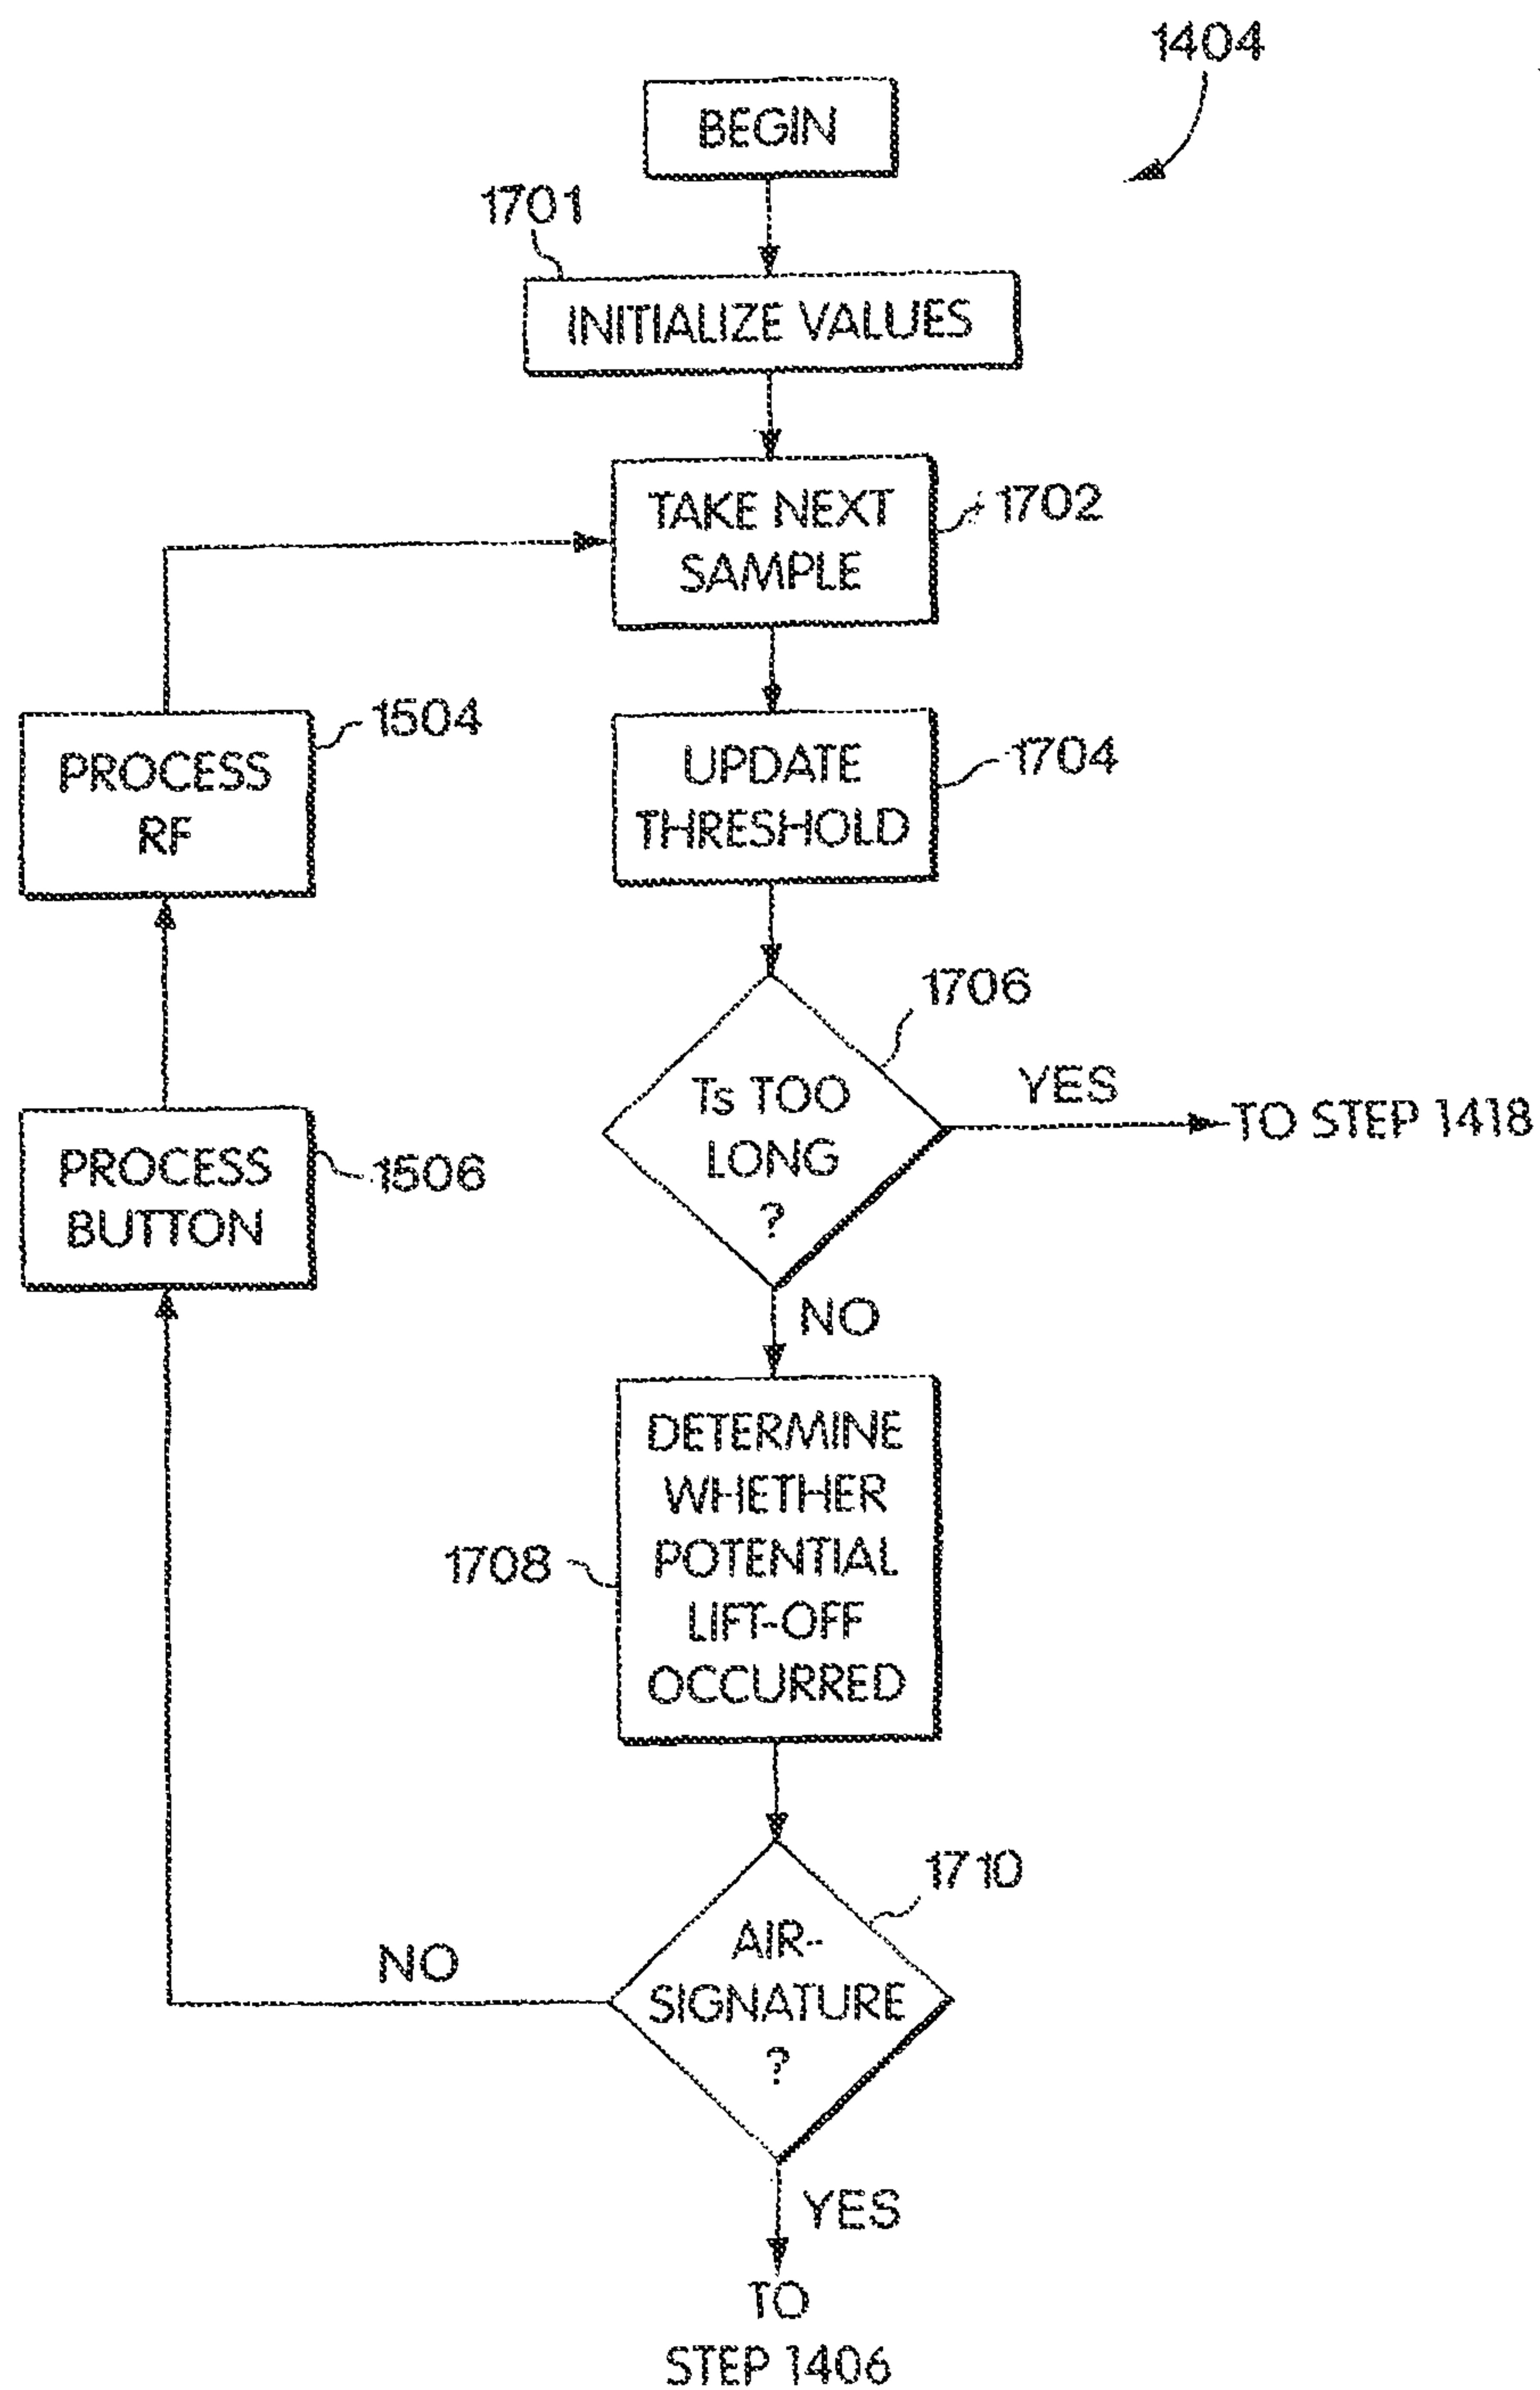 1404
BEGIN
1701
INITIALIZE VALUES
TAKE NEXT
SAMPLE
1702
PROCESS
RF
1504
UPDATE
THRESHOLD
1704
1706
Ts TOO
LONG
?
YES
TO STEP 1418
PROCESS
BUTTON
1506
NO
DETERMINE
WHETHER
POTENTIAL
LIFT-OFF
OCCURRED
1708
1710
AIR-
SIGNATURE
?
NO
YES
TO
STEP 1406